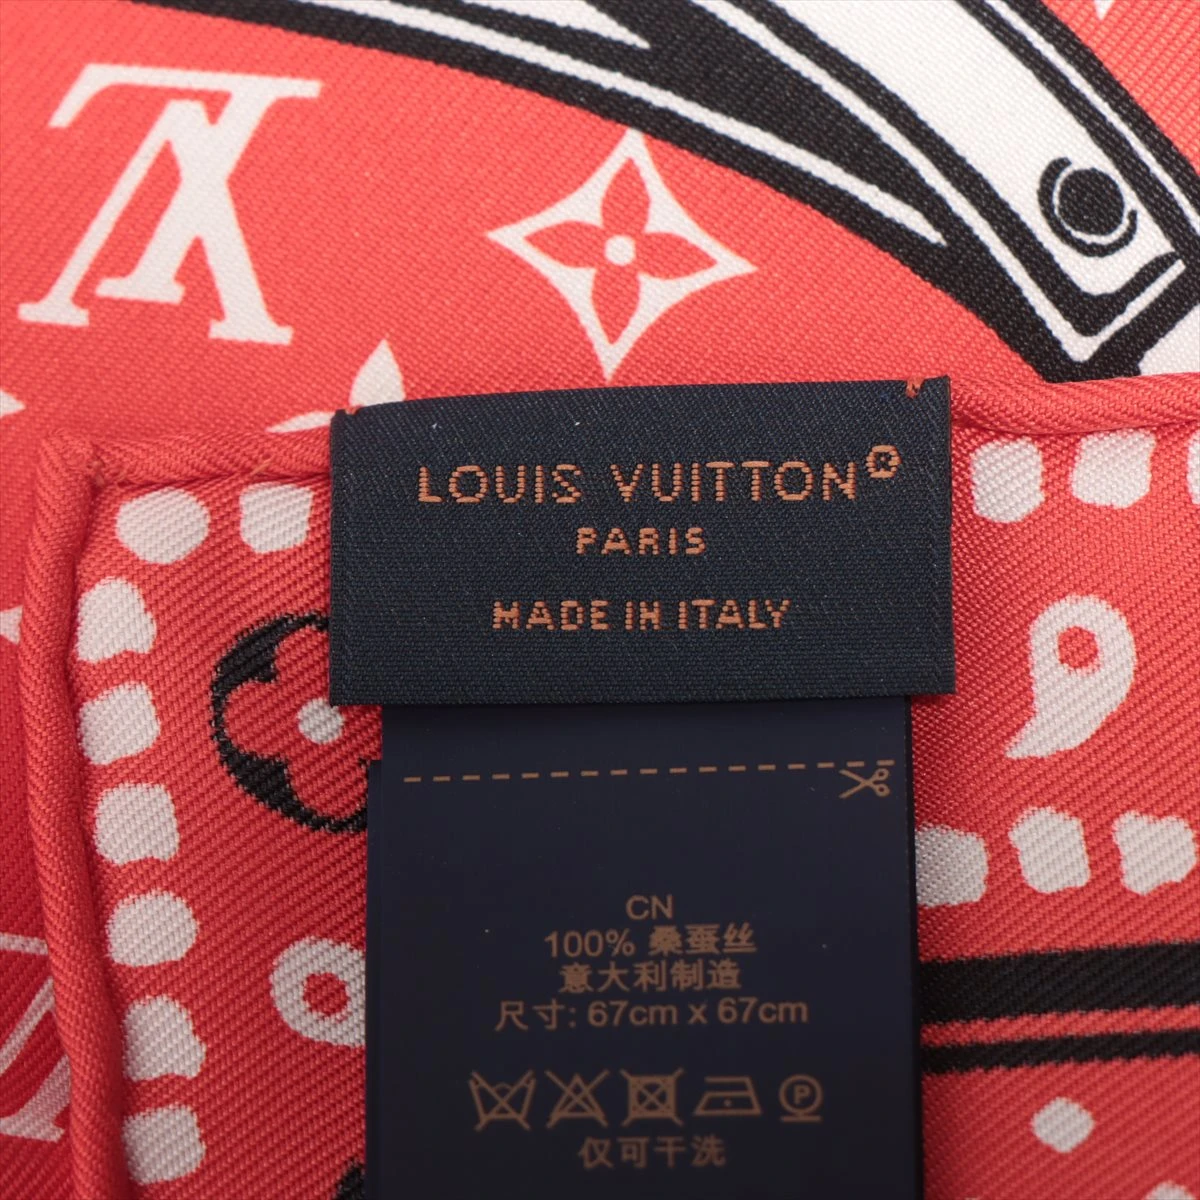 LOUIS VUITTON®
PARIS
MADE IN ITALY
CN
100% 桑蚕丝
意大利制造
尺寸: 67cm x 67cm
仅可干洗